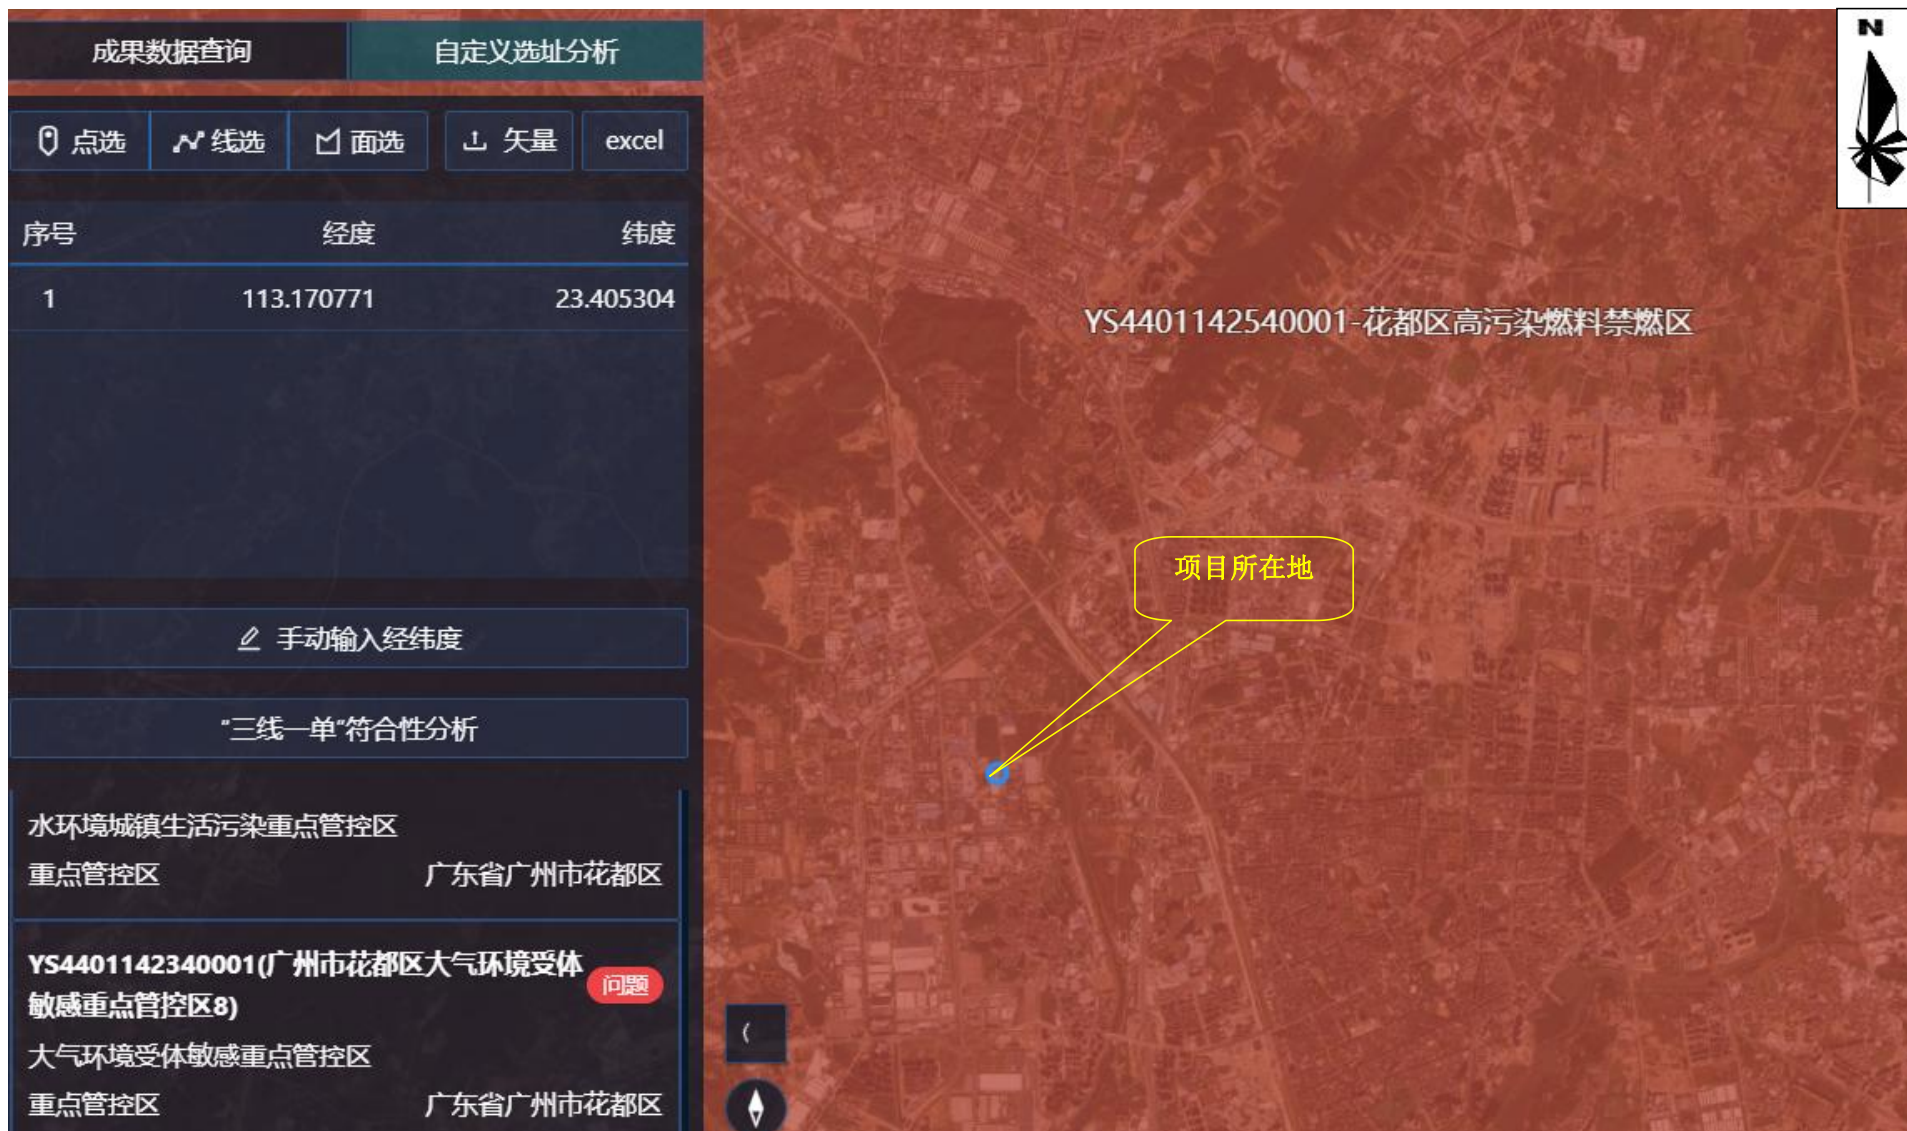 成果数据查询 自定义选址分析
点选 线选 面选 矢量 excel
序号 经度 纬度
1 113.170771 23.405304
手动输入经纬度
“三线一单”符合性分析
水环境城镇生活污染重点管控区
重点管控区 广东省广州市花都区
YS4401142340001(广州市花都区大气环境受体
敏感重点管控区8)
问题
大气环境受体敏感重点管控区
重点管控区 广东省广州市花都区
N
YS4401142540001-花都区高污染燃料禁燃区
项目所在地